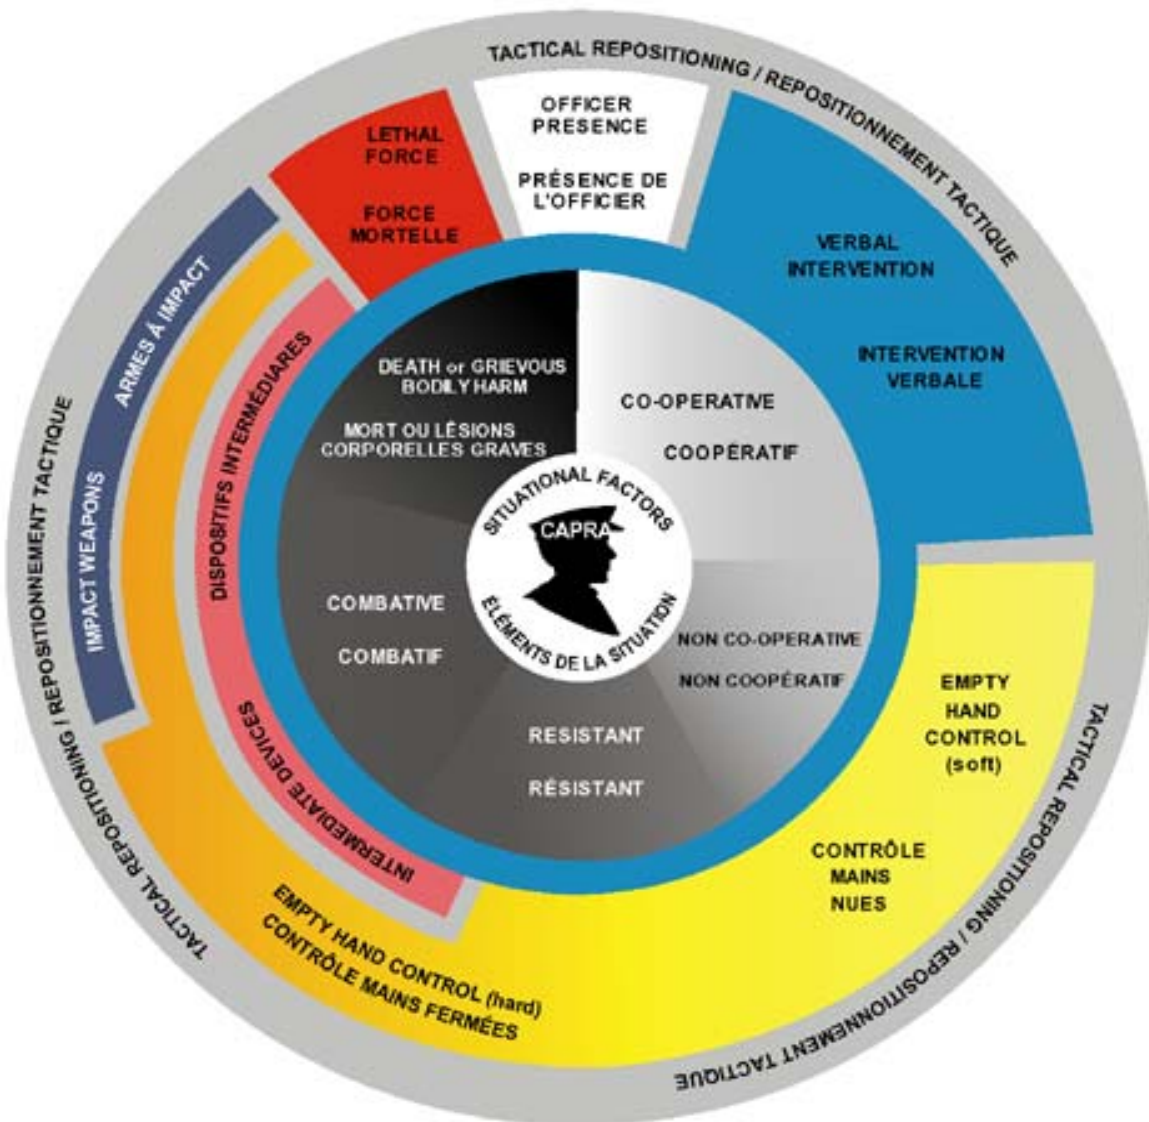 TACTICAL REPOSITIONING / REPOSITIONNEMENT TACTIQUE
OFFICER
PRESENCE
PRÉSENCE DE
L'OFFICIER
LETHAL
FORCE
FORCE
MORTELLE
VERBAL
INTERVENTION
INTERVENTION
VERBALE
ARMES À IMPACT
IMPACT WEAPONS
DISPOSITIFS INTERMÉDIARES
INTERMEDIATE DEVICES
DEATH or GRIEVOUS
BODILY HARM
MORT OU LÉSIONS
CORPORELLES GRAVES
CO-OPERATIVE
COOPÉRATIF
SITUATIONAL FACTORS
CAPRA
ELÉMENTS DE LA SITUATION
COMBATIVE
COMBATIF
NON CO-OPERATIVE
NON COOPÉRATIF
RESISTANT
RÉSISTANT
EMPTY
HAND
CONTROL
(soft)
CONTRÔLE
MAINS
NUES
EMPTY HAND CONTROL (hard)
CONTRÔLE MAINS FERMÉES
TACTICAL REPOSITIONING / REPOSITIONNEMENT TACTIQUE
TACTICAL REPOSITIONING / REPOSITIONNEMENT TACTIQUE